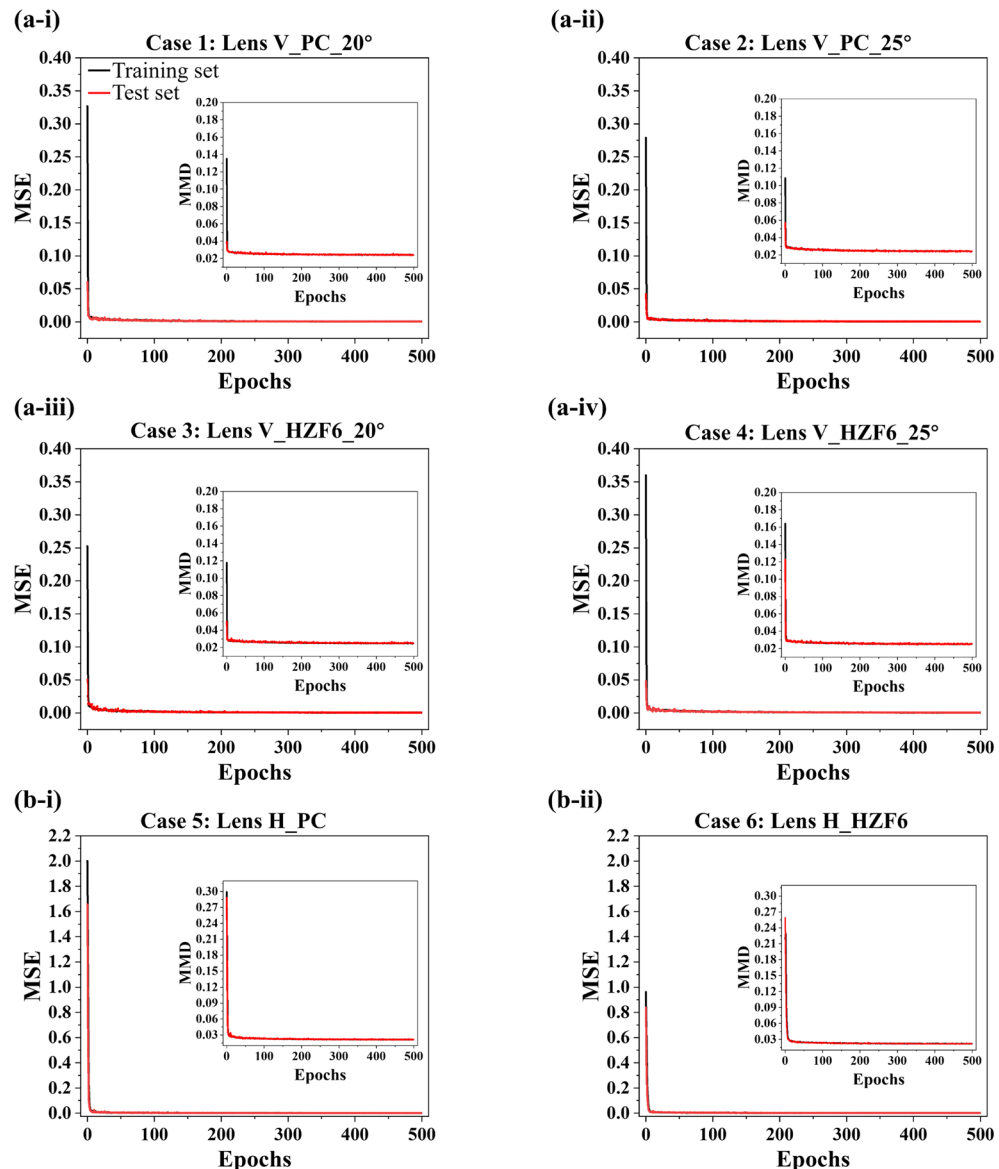 (a-i)
Case 1: Lens V_PC_20°
0.40
0.35
0.30
0.25
0.20
0.15
0.10
0.05
0.00
MSE
Training set
Test set
0.20
0.18
0.16
0.14
0.12
0.10
0.08
0.06
0.04
0.02
MMD
0 100 200 300 400 500
Epochs
0 100 200 300 400 500
Epochs
(a-ii)
Case 2: Lens V_PC_25°
0.40
0.35
0.30
0.25
0.20
0.15
0.10
0.05
0.00
MSE
0.20
0.18
0.16
0.14
0.12
0.10
0.08
0.06
0.04
0.02
MMD
0 100 200 300 400 500
Epochs
0 100 200 300 400 500
Epochs
(a-iii)
Case 3: Lens V_HZF6_20°
0.40
0.35
0.30
0.25
0.20
0.15
0.10
0.05
0.00
MSE
0.20
0.18
0.16
0.14
0.12
0.10
0.08
0.06
0.04
0.02
MMD
0 100 200 300 400 500
Epochs
0 100 200 300 400 500
Epochs
(a-iv)
Case 4: Lens V_HZF6_25°
0.40
0.35
0.30
0.25
0.20
0.15
0.10
0.05
0.00
MSE
0.20
0.18
0.16
0.14
0.12
0.10
0.08
0.06
0.04
0.02
MMD
0 100 200 300 400 500
Epochs
0 100 200 300 400 500
Epochs
(b-i)
Case 5: Lens H_PC
2.2
2.0
1.8
1.6
1.4
1.2
1.0
0.8
0.6
0.4
0.2
0.0
MSE
0.30
0.27
0.24
0.21
0.18
0.15
0.12
0.09
0.06
0.03
MMD
0 100 200 300 400 500
Epochs
0 100 200 300 400 500
Epochs
(b-ii)
Case 6: Lens H_HZF6
2.2
2.0
1.8
1.6
1.4
1.2
1.0
0.8
0.6
0.4
0.2
0.0
MSE
0.30
0.27
0.24
0.21
0.18
0.15
0.12
0.09
0.06
0.03
MMD
0 100 200 300 400 500
Epochs
0 100 200 300 400 500
Epochs